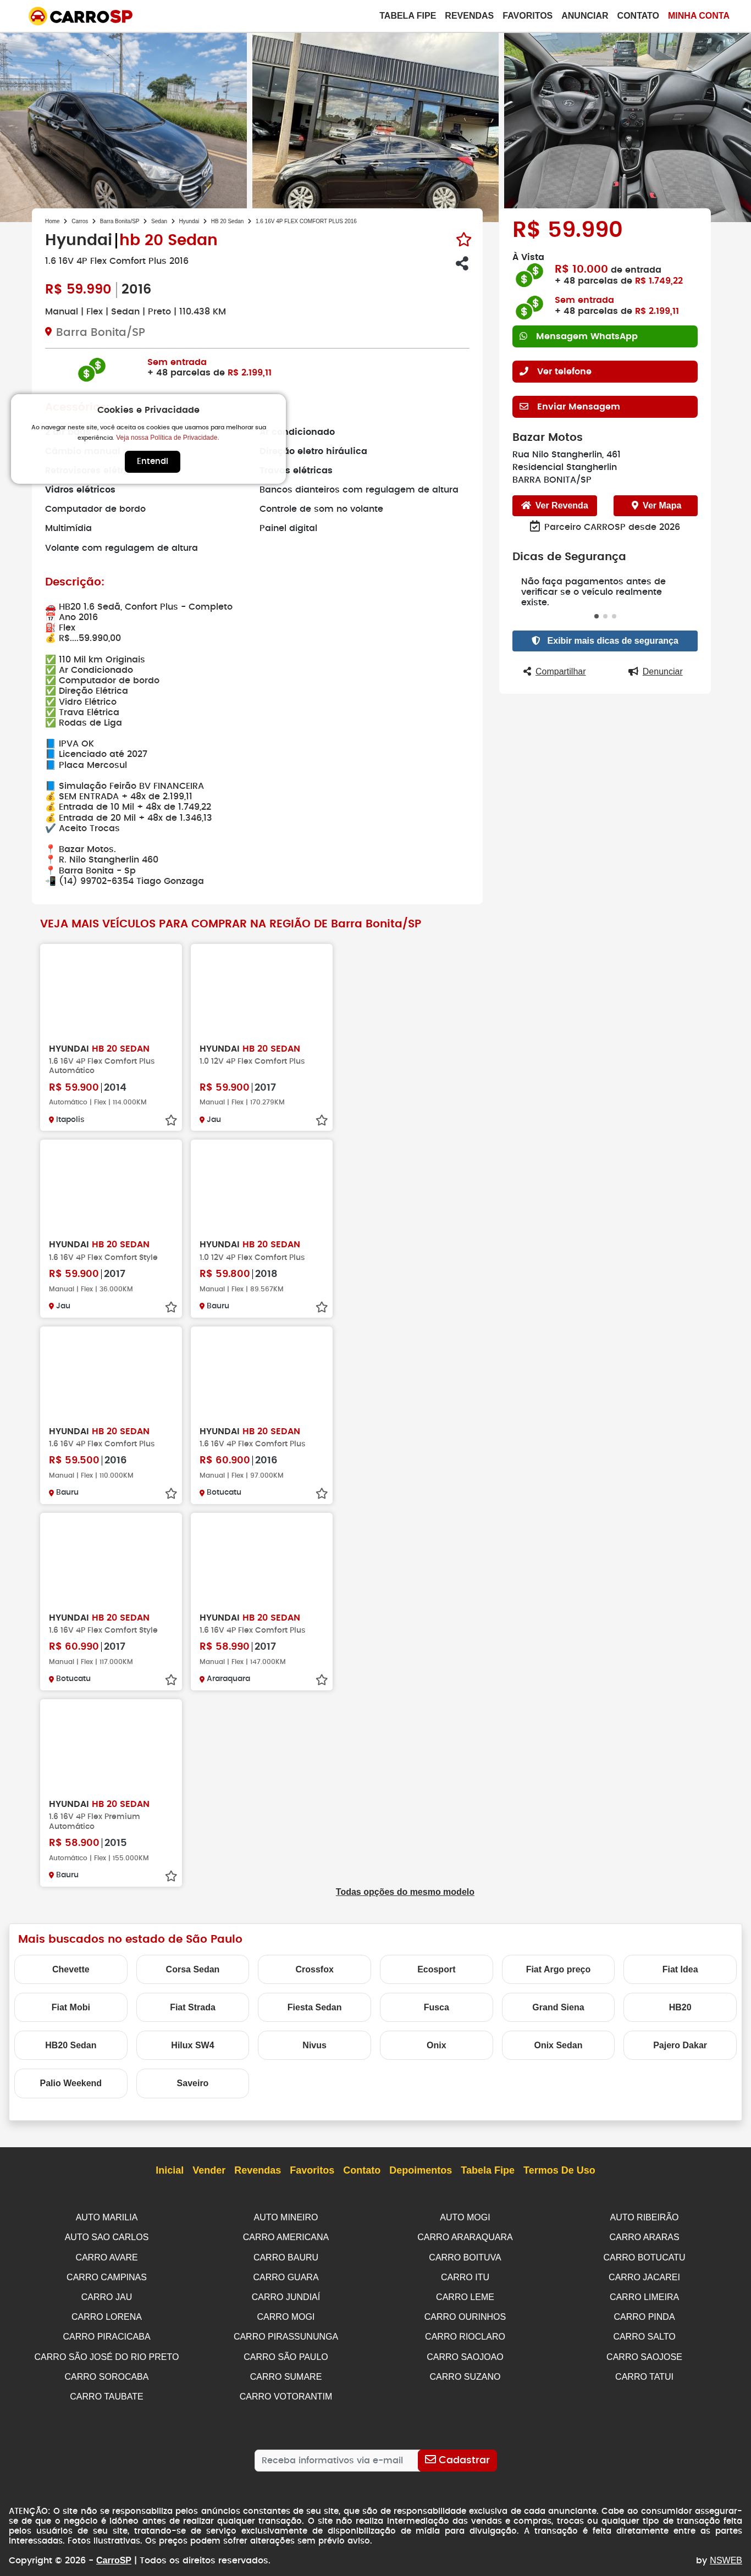 CARROSP
TABELA FIPE REVENDAS FAVORITOS ANUNCIAR CONTATO MINHA CONTA
Home > Carros > Barra Bonita/SP > Sedan > Hyundai > HB 20 Sedan > 1.6 16V 4P FLEX COMFORT PLUS 2016
Hyundai|hb 20 Sedan
1.6 16V 4P Flex Comfort Plus 2016
R$ 59.990 | 2016
Manual | Flex | Sedan | Preto | 110.438 KM
Barra Bonita/SP
Sem entrada
+ 48 parcelas de R$ 2.199,11
Cookies e Privacidade
Ao navegar neste site, você aceita os cookies que usamos para melhorar sua experiência. Veja nossa Política de Privacidade.
Entendi
condicionado
Direção eletro hiráulica
Travas elétricas
Vidros elétricos
Bancos dianteiros com regulagem de altura
Computador de bordo
Controle de som no volante
Multimídia
Painel digital
Volante com regulagem de altura
Descrição:
🚗 HB20 1.6 Sedã, Confort Plus - Completo
📅 Ano 2016
⛽ Flex
💰 R$....59.990,00
✅ 110 Mil km Originais
✅ Ar Condicionado
✅ Computador de bordo
✅ Direção Elétrica
✅ Vidro Elétrico
✅ Trava Elétrica
✅ Rodas de Liga
📘 IPVA OK
📘 Licenciado até 2027
📘 Placa Mercosul
📘 Simulação Feirão BV FINANCEIRA
💰 SEM ENTRADA + 48x de 2.199,11
💰 Entrada de 10 Mil + 48x de 1.749,22
💰 Entrada de 20 Mil + 48x de 1.346,13
✔️ Aceito Trocas
📍 Bazar Motos.
📍 R. Nilo Stangherlin 460
📍 Barra Bonita - Sp
📲 (14) 99702-6354 Tiago Gonzaga
R$ 59.990
À Vista
R$ 10.000 de entrada
+ 48 parcelas de R$ 1.749,22
Sem entrada
+ 48 parcelas de R$ 2.199,11
Mensagem WhatsApp
Ver telefone
Enviar Mensagem
Bazar Motos
Rua Nilo Stangherlin, 461
Residencial Stangherlin
BARRA BONITA/SP
Ver Revenda
Ver Mapa
Parceiro CARROSP desde 2026
Dicas de Segurança
Não faça pagamentos antes de
verificar se o veículo realmente
existe.
Exibir mais dicas de segurança
Compartilhar
Denunciar
VEJA MAIS VEÍCULOS PARA COMPRAR NA REGIÃO DE Barra Bonita/SP
HYUNDAI HB 20 SEDAN
1.6 16V 4P Flex Comfort Plus
Automático
R$ 59.900|2014
Automático | Flex | 114.000KM
Itapolis
HYUNDAI HB 20 SEDAN
1.0 12V 4P Flex Comfort Plus
R$ 59.900|2017
Manual | Flex | 170.279KM
Jau
HYUNDAI HB 20 SEDAN
1.6 16V 4P Flex Comfort Style
R$ 59.900|2017
Manual | Flex | 36.000KM
Jau
HYUNDAI HB 20 SEDAN
1.0 12V 4P Flex Comfort Plus
R$ 59.800|2018
Manual | Flex | 89.567KM
Bauru
HYUNDAI HB 20 SEDAN
1.6 16V 4P Flex Comfort Plus
R$ 59.500|2016
Manual | Flex | 110.000KM
Bauru
HYUNDAI HB 20 SEDAN
1.6 16V 4P Flex Comfort Plus
R$ 60.900|2016
Manual | Flex | 97.000KM
Botucatu
HYUNDAI HB 20 SEDAN
1.6 16V 4P Flex Comfort Style
R$ 60.990|2017
Manual | Flex | 117.000KM
Botucatu
HYUNDAI HB 20 SEDAN
1.6 16V 4P Flex Comfort Plus
R$ 58.990|2017
Manual | Flex | 147.000KM
Araraquara
HYUNDAI HB 20 SEDAN
1.6 16V 4P Flex Premium
Automático
R$ 58.900|2015
Automático | Flex | 155.000KM
Bauru
Todas opções do mesmo modelo
Mais buscados no estado de São Paulo
Chevette Corsa Sedan Crossfox Ecosport Fiat Argo preço Fiat Idea
Fiat Mobi Fiat Strada Fiesta Sedan Fusca Grand Siena HB20
HB20 Sedan Hilux SW4 Nivus Onix Onix Sedan Pajero Dakar
Palio Weekend Saveiro
Inicial Vender Revendas Favoritos Contato Depoimentos Tabela Fipe Termos De Uso
AUTO MARILIA AUTO MINEIRO AUTO MOGI AUTO RIBEIRÃO
AUTO SAO CARLOS CARRO AMERICANA CARRO ARARAQUARA CARRO ARARAS
CARRO AVARE CARRO BAURU CARRO BOITUVA CARRO BOTUCATU
CARRO CAMPINAS CARRO GUARA CARRO ITU CARRO JACAREI
CARRO JAU CARRO JUNDIAÍ CARRO LEME CARRO LIMEIRA
CARRO LORENA CARRO MOGI CARRO OURINHOS CARRO PINDA
CARRO PIRACICABA CARRO PIRASSUNUNGA CARRO RIOCLARO CARRO SALTO
CARRO SÃO JOSÉ DO RIO PRETO CARRO SÃO PAULO CARRO SAOJOAO CARRO SAOJOSE
CARRO SOROCABA CARRO SUMARE CARRO SUZANO CARRO TATUI
CARRO TAUBATE CARRO VOTORANTIM
Receba informativos via e-mail
Cadastrar
ATENÇÃO: O site não se responsabiliza pelos anúncios constantes de seu site, que são de responsabilidade exclusiva de cada anunciante. Cabe ao consumidor assegurar-
se de que o negócio é idôneo antes de realizar qualquer transação. O site não realiza intermediação das vendas e compras, trocas ou qualquer tipo de transação feita
pelos usuários de seu site, tratando-se de serviço exclusivamente de disponibilização de mídia para divulgação. A transação é feita diretamente entre as partes
interessadas. Fotos ilustrativas. Os preços podem sofrer alterações sem prévio aviso.
Copyright © 2026 - CarroSP | Todos os direitos reservados.
by NSWEB